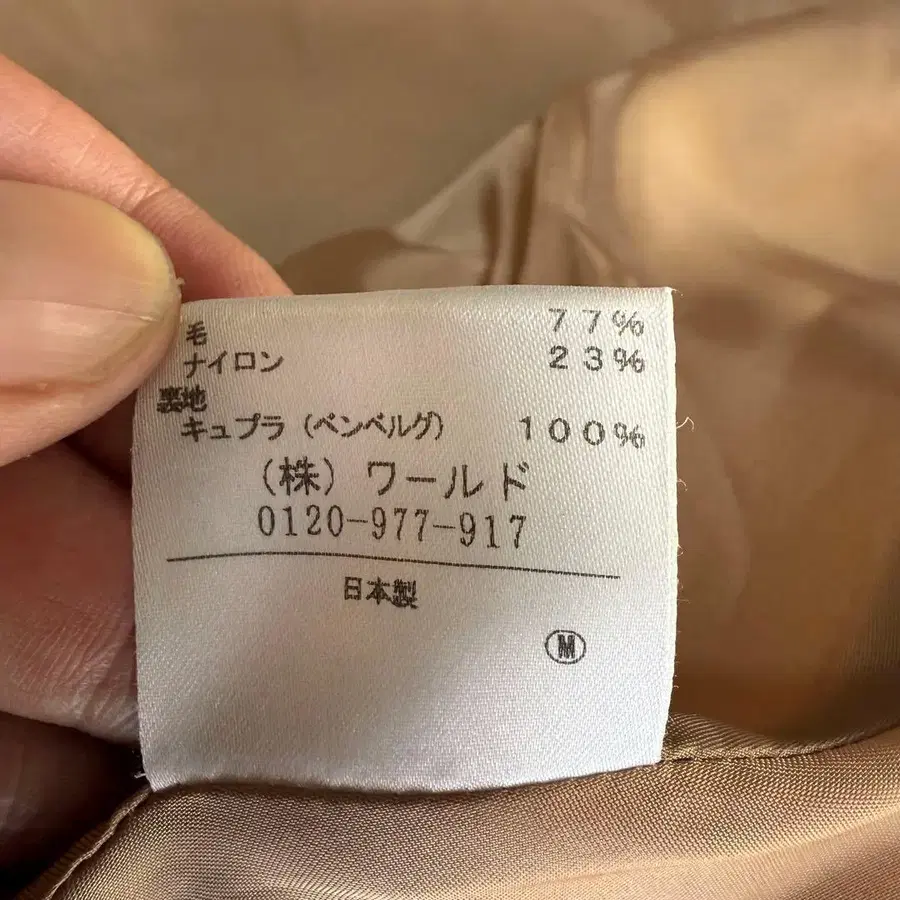 毛 77%
ナイロン 23%
裏地
キュプラ(ベンベルグ) 100%
(株)ワールド
0120-977-917
日本製
M